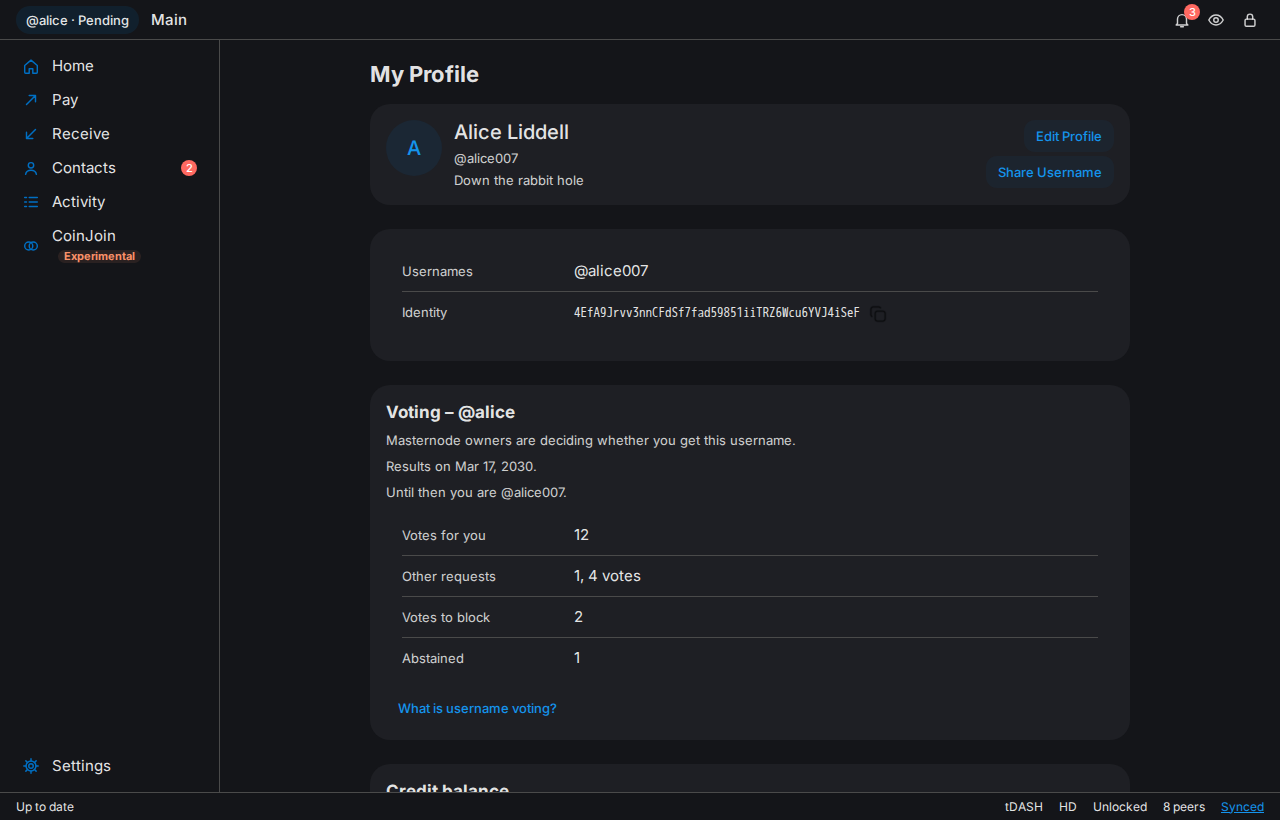 @alice · Pending
Main
3
Home
Pay
Receive
Contacts
2
Activity
CoinJoin
Experimental
Settings
My Profile
A
Alice Liddell
@alice007
Down the rabbit hole
Edit Profile
Share Username
Usernames @alice007
Identity 4EfA9Jrvv3nnCFdSf7fad59851iiTRZ6Wcu6YVJ4iSeF
Voting – @alice
Masternode owners are deciding whether you get this username.
Results on Mar 17, 2030.
Until then you are @alice007.
Votes for you 12
Other requests 1, 4 votes
Votes to block 2
Abstained 1
What is username voting?
Credit balance
Up to date
tDASH HD Unlocked 8 peers Synced